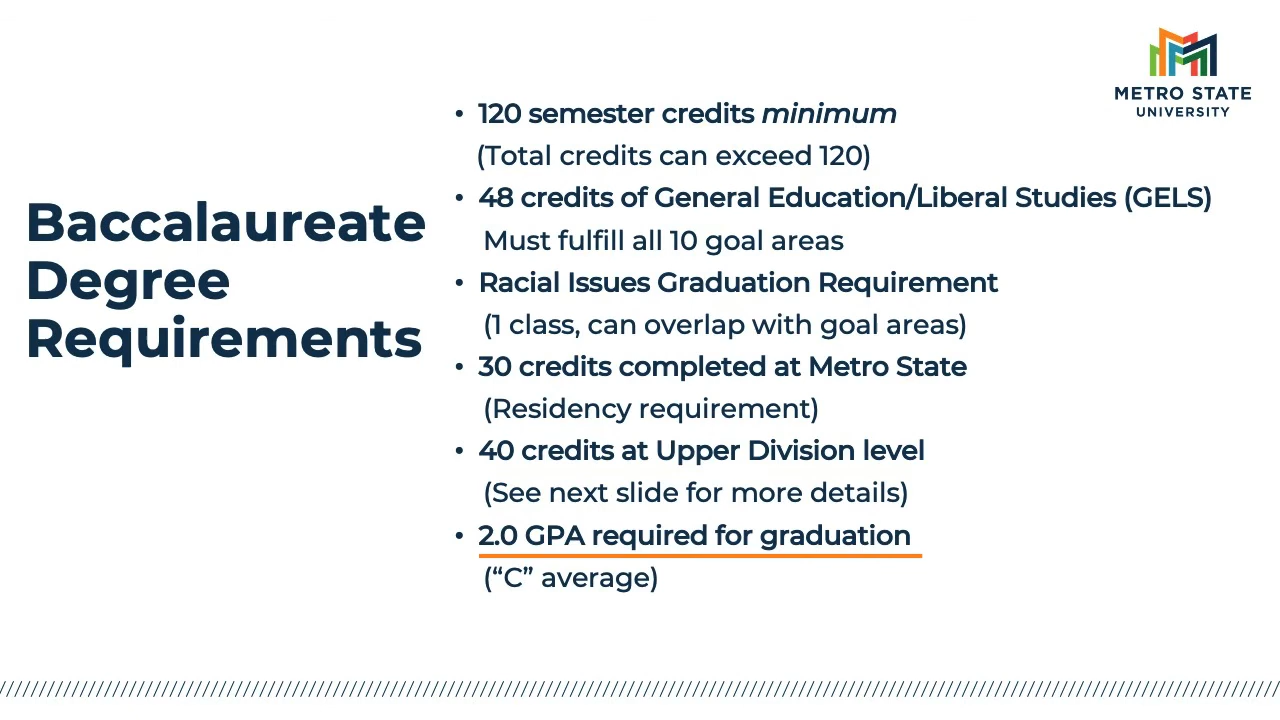 METRO STATE
UNIVERSITY
Baccalaureate
Degree
Requirements
• 120 semester credits minimum
(Total credits can exceed 120)
• 48 credits of General Education/Liberal Studies (GELS)
Must fulfill all 10 goal areas
• Racial Issues Graduation Requirement
(1 class, can overlap with goal areas)
• 30 credits completed at Metro State
(Residency requirement)
• 40 credits at Upper Division level
(See next slide for more details)
• 2.0 GPA required for graduation
(“C” average)